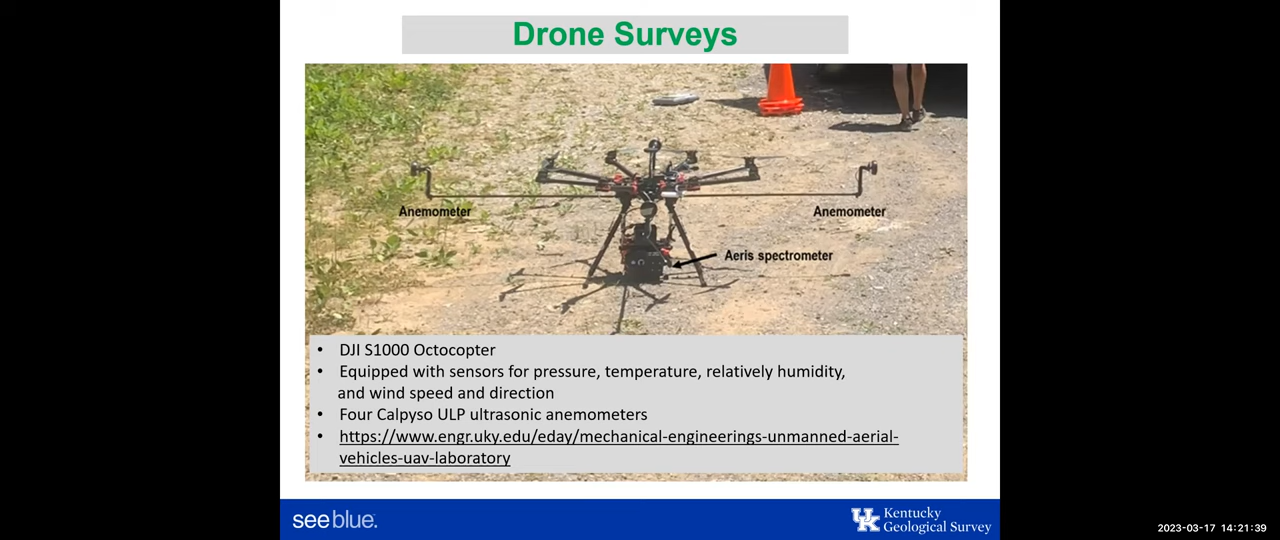 Drone Surveys
Anemometer
Anemometer
Aeris spectrometer
• DJI S1000 Octocopter
• Equipped with sensors for pressure, temperature, relatively humidity,
and wind speed and direction
• Four Calpyso ULP ultrasonic anemometers
• https://www.engr.uky.edu/eday/mechanical-engineerings-unmanned-aerial-
vehicles-uav-laboratory
see blue.
UK Kentucky
Geological Survey
2023-03-17 14:21:39